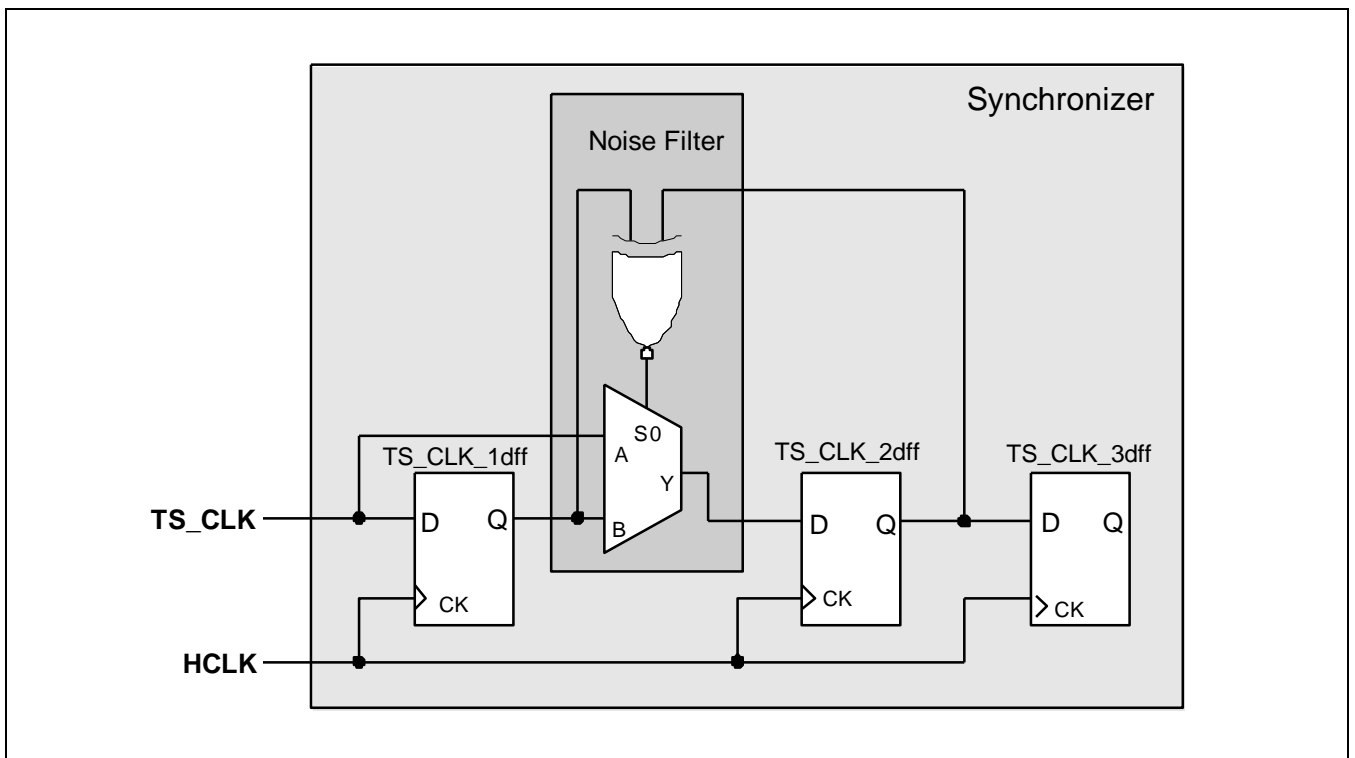 Synchronizer
Noise Filter
S0
A
Y
B
TS_CLK_1dff
D Q
CK
TS_CLK_2dff
D Q
CK
TS_CLK_3dff
D Q
CK
TS_CLK
HCLK